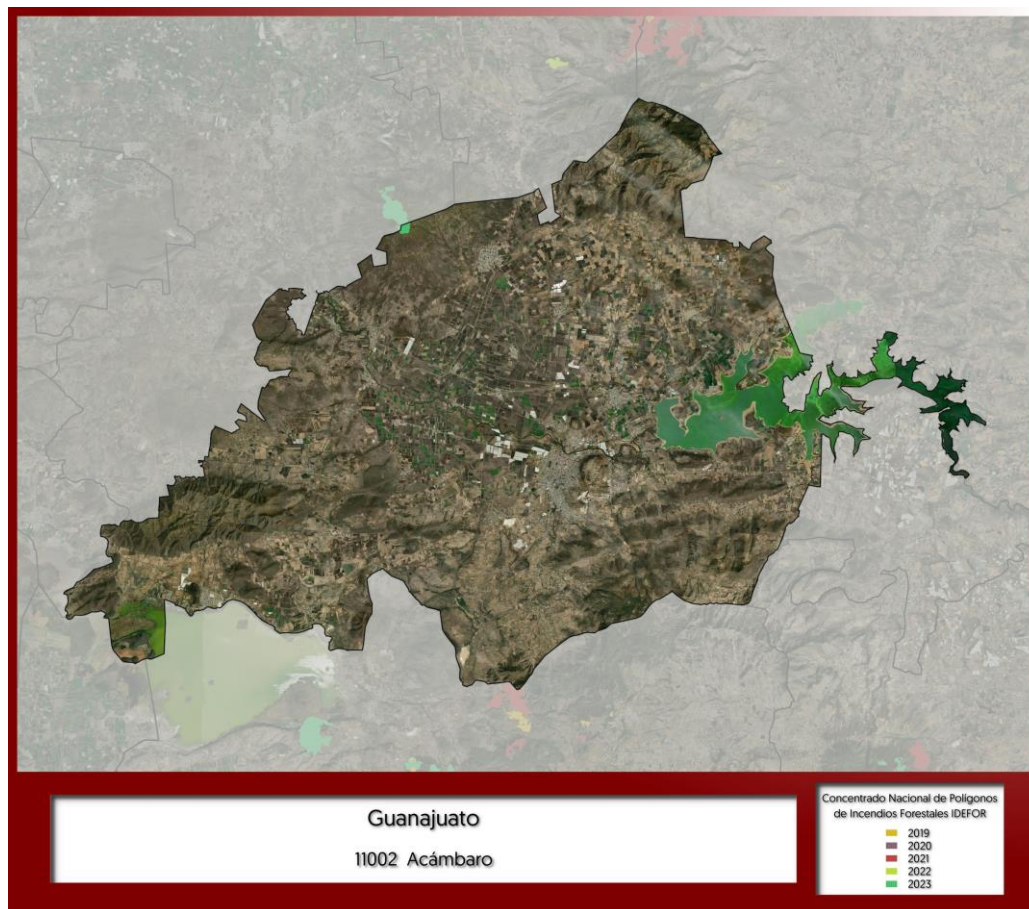 Guanajuato
11002 Acámbaro
Concentrado Nacional de Polígonos
de Incendios Forestales IDEFOR
2019
2020
2021
2022
2023